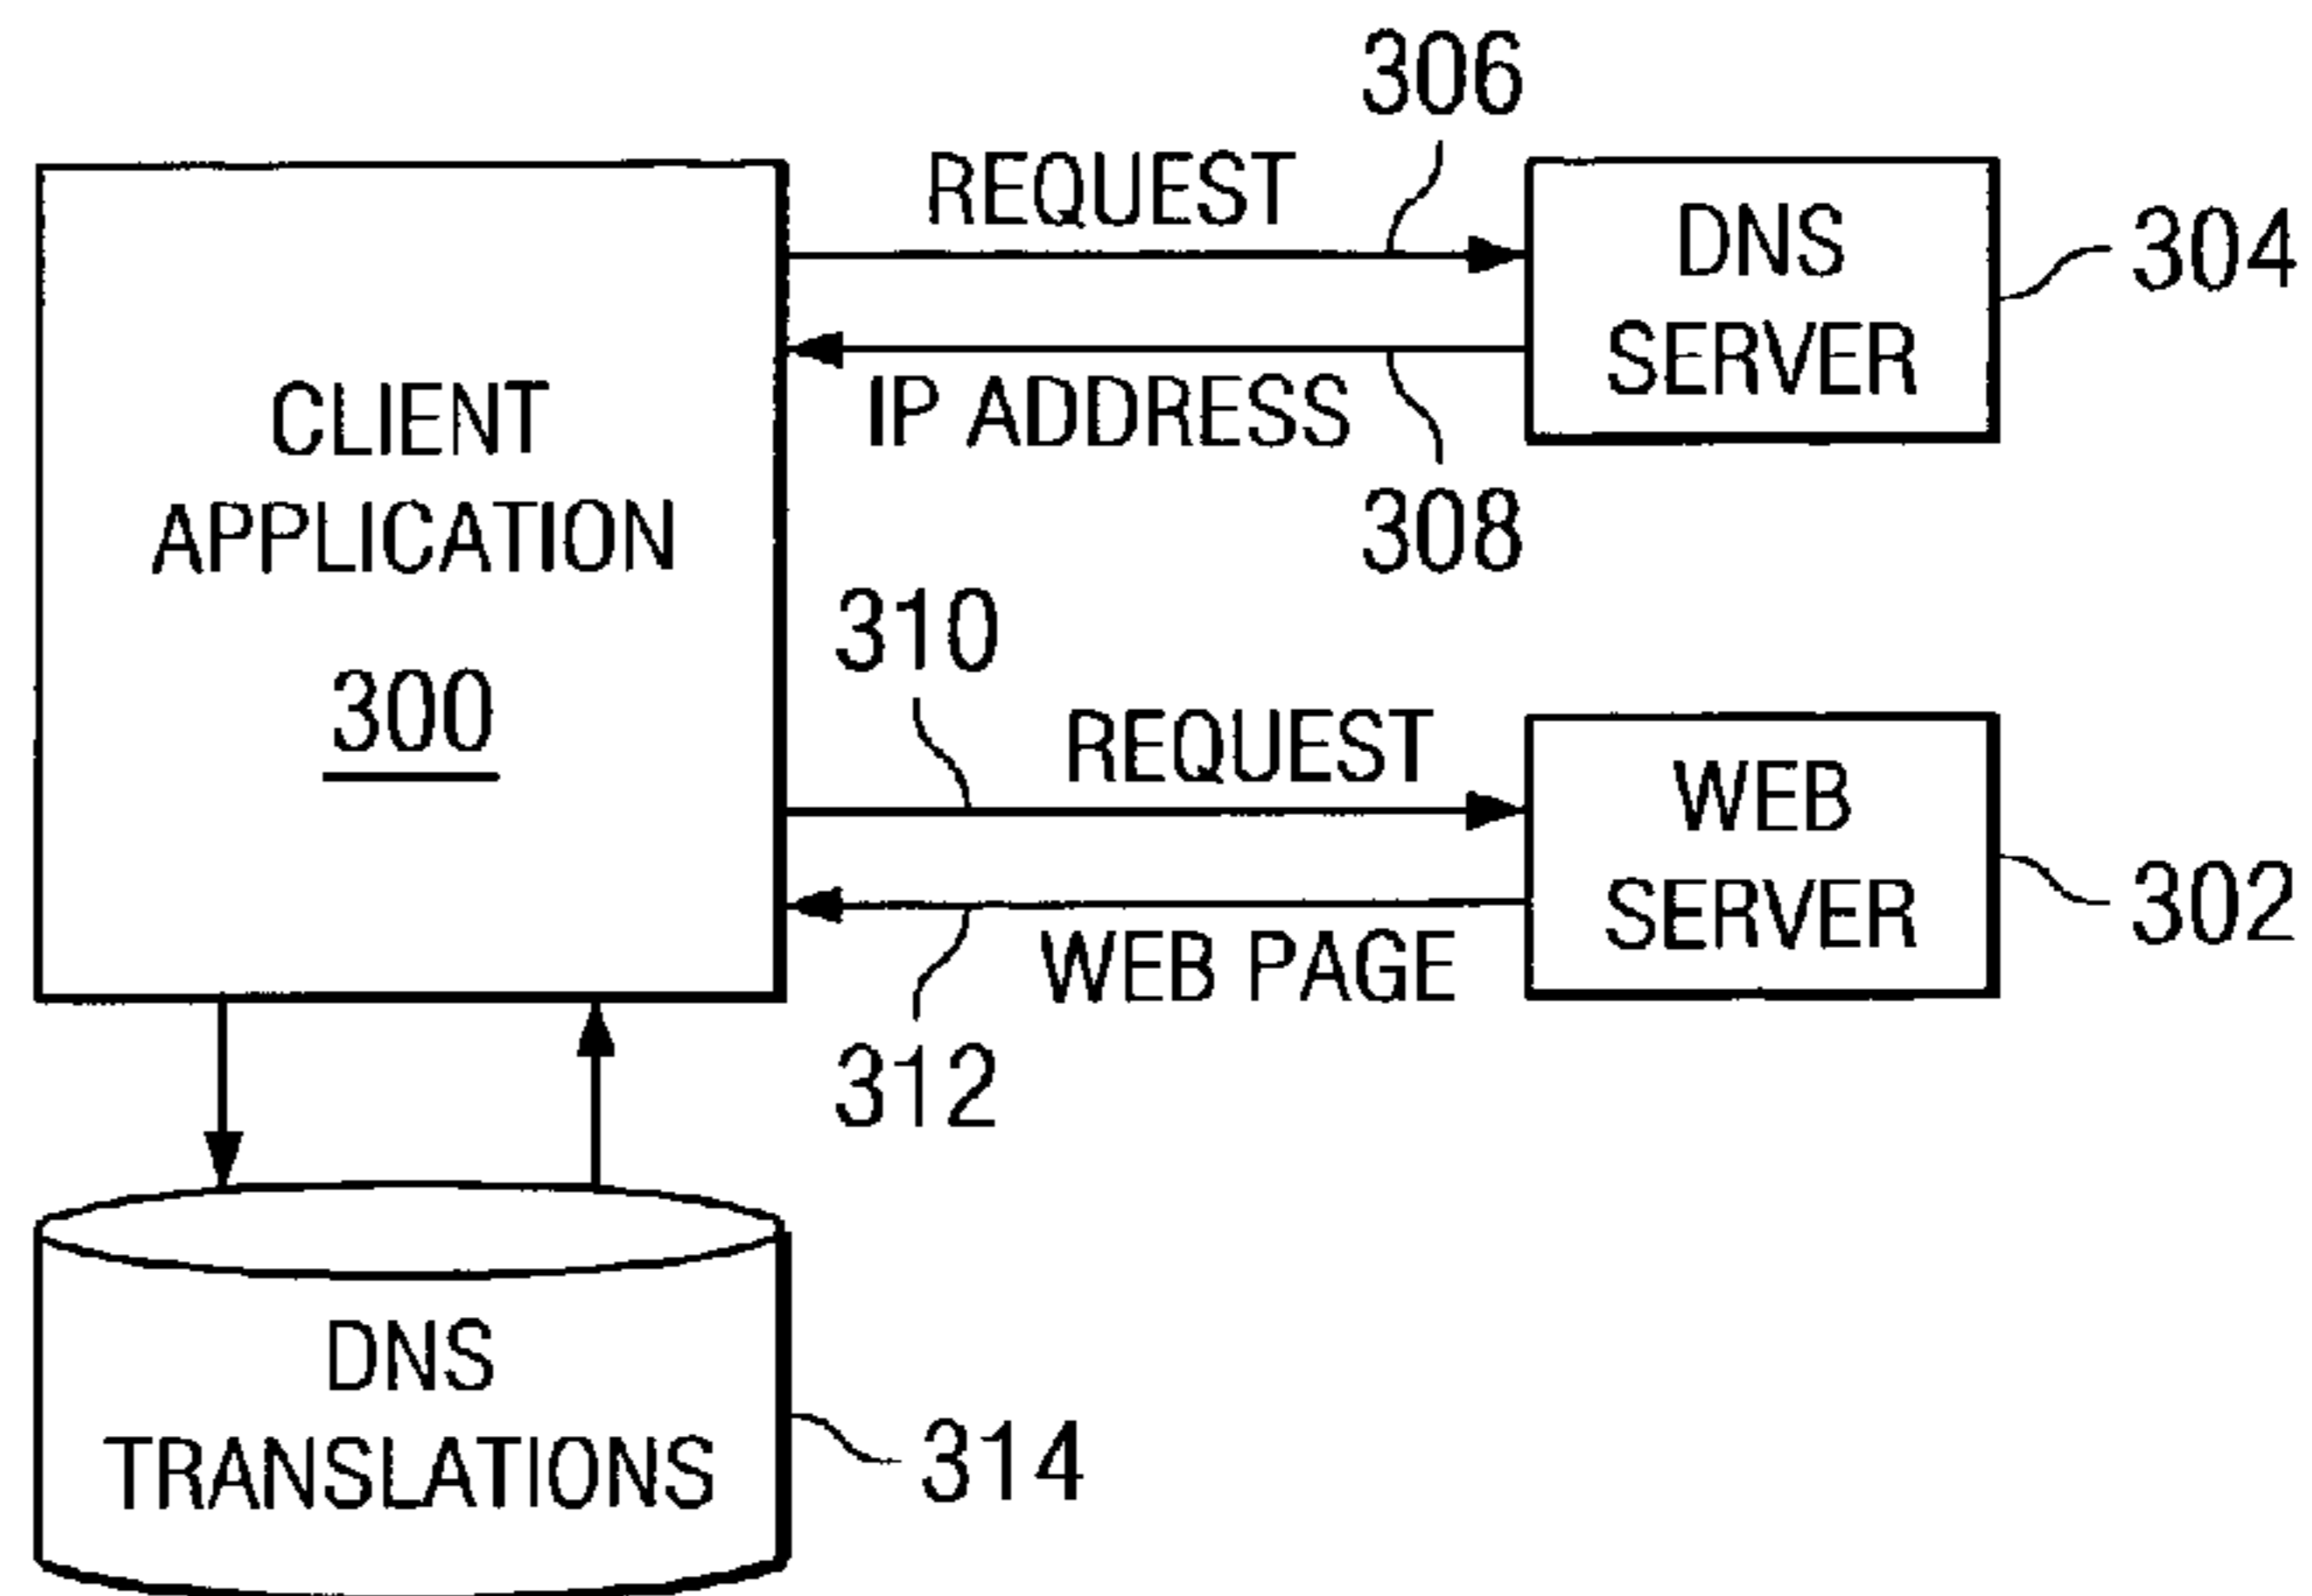 306
REQUEST
DNS
SERVER
304
IP ADDRESS
308
CLIENT
APPLICATION
300
310
REQUEST
WEB
SERVER
302
WEB PAGE
312
DNS
TRANSLATIONS
314